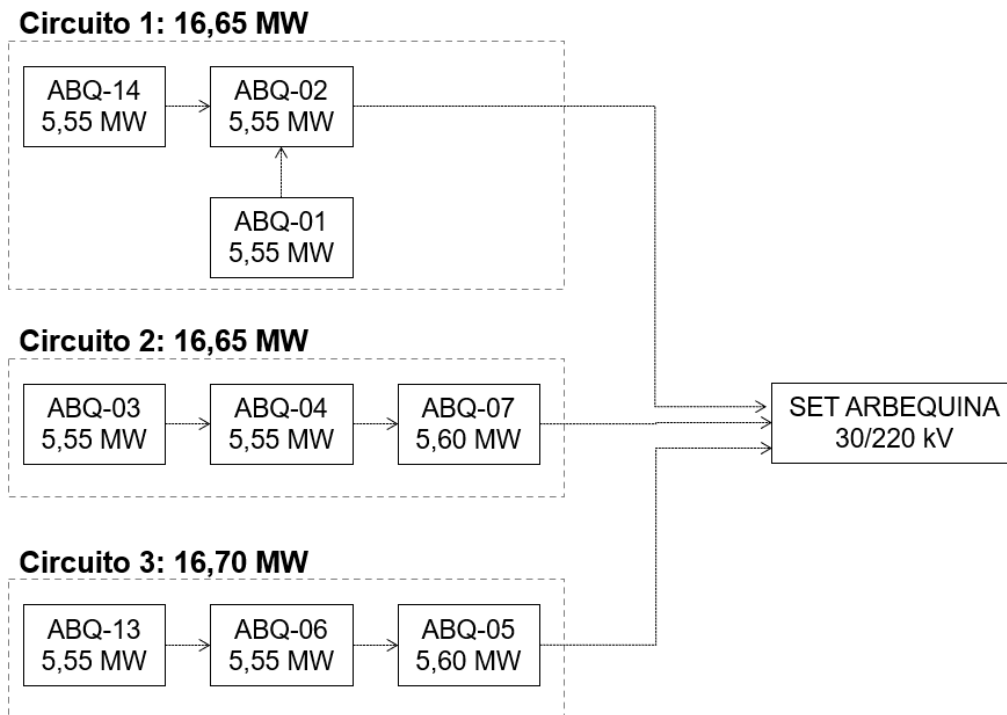 Circuito 1: 16,65 MW
ABQ-14
5,55 MW
ABQ-02
5,55 MW
ABQ-01
5,55 MW
Circuito 2: 16,65 MW
ABQ-03
5,55 MW
ABQ-04
5,55 MW
ABQ-07
5,60 MW
SET ARBEQUINA
30/220 kV
Circuito 3: 16,70 MW
ABQ-13
5,55 MW
ABQ-06
5,55 MW
ABQ-05
5,60 MW